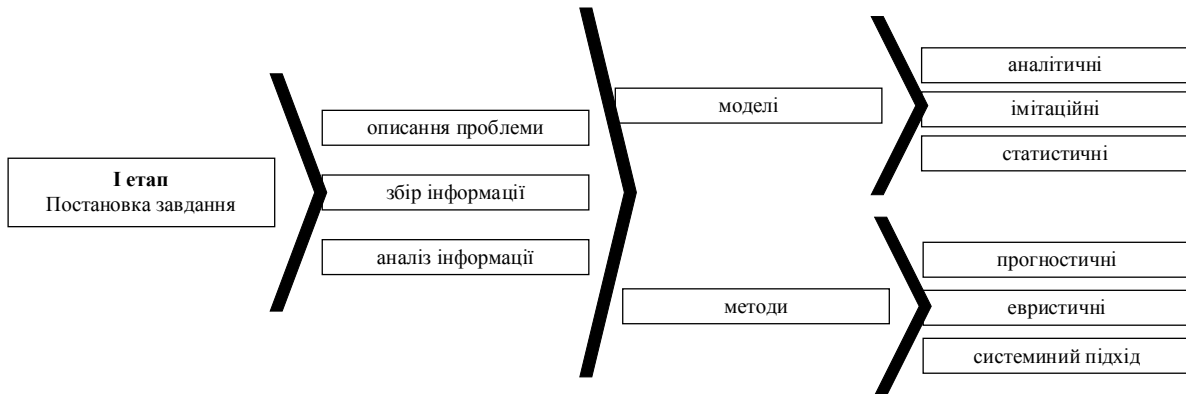 І етап
Постановка завдання
описання проблеми
збір інформації
аналіз інформації
моделі
методи
аналітичні
імітаційні
статистичні
прогностичні
евристичні
системиний підхід